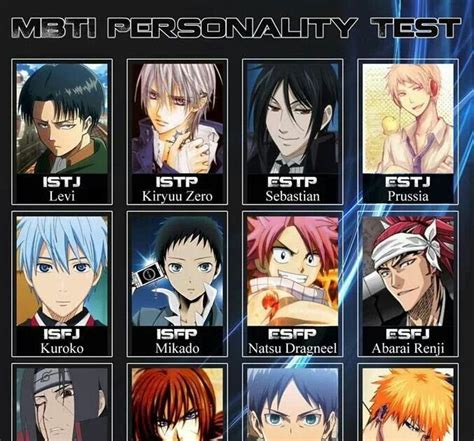 MBTI PERSONALITY TEST
ISTJ ISTP ESTP ESTJ
Levi Kiryuu Zero Sebastian Prussia
ISFJ ISFP ESFP ESFJ
Kuroko Mikado Natsu Dragneel Abarai Renji